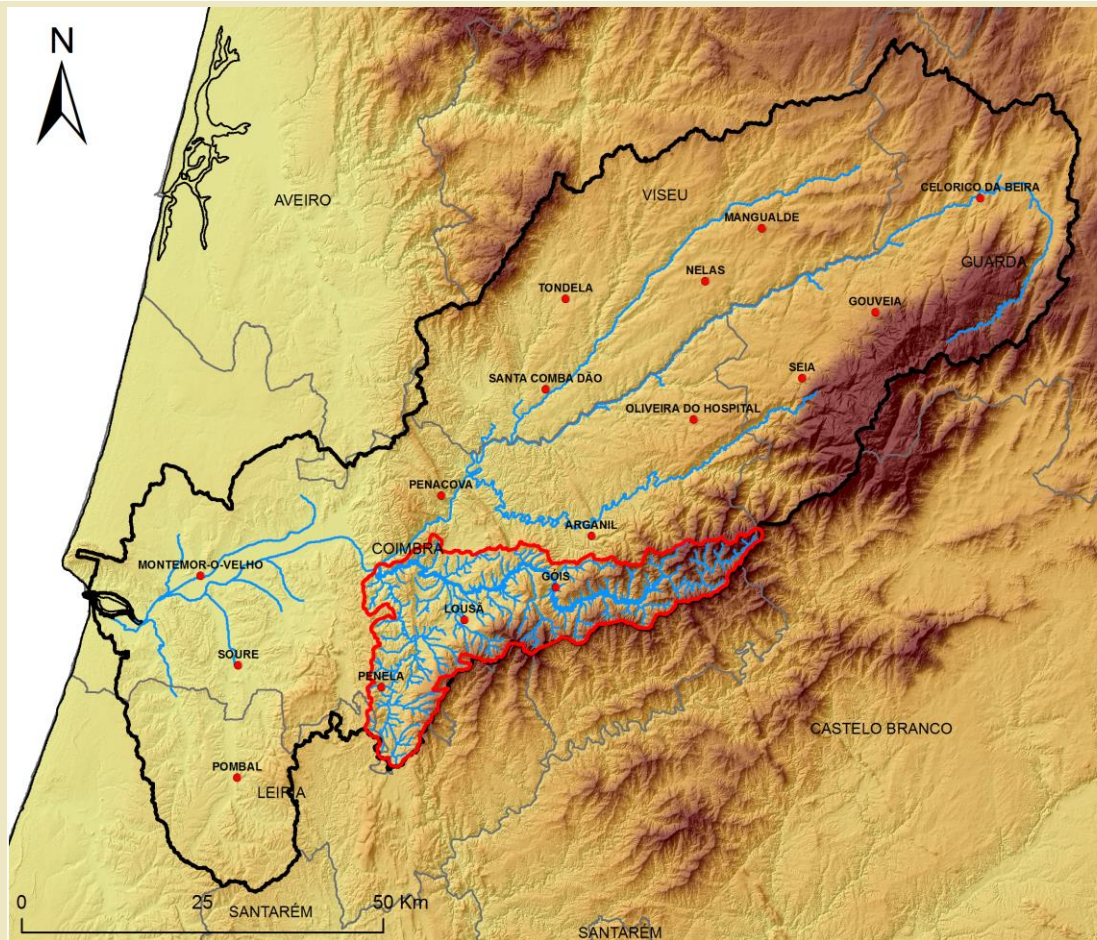 N
AVEIRO
VISEU
CELORICO DA BEIRA
MANGUALDE
GUARDA
NELAS
TONDELA
GOUVEIA
SEIA
SANTA COMBA DÃO
OLIVEIRA DO HOSPITAL
PENACOVA
ARGANIL
COIMBRA
MONTEMOR-O-VELHO
GÓIS
LOUSÃ
SOURE
PENELA
CASTELO BRANCO
POMBAL
LEIRIA
0 25 50 Km
SANTARÉM
SANTARÉM